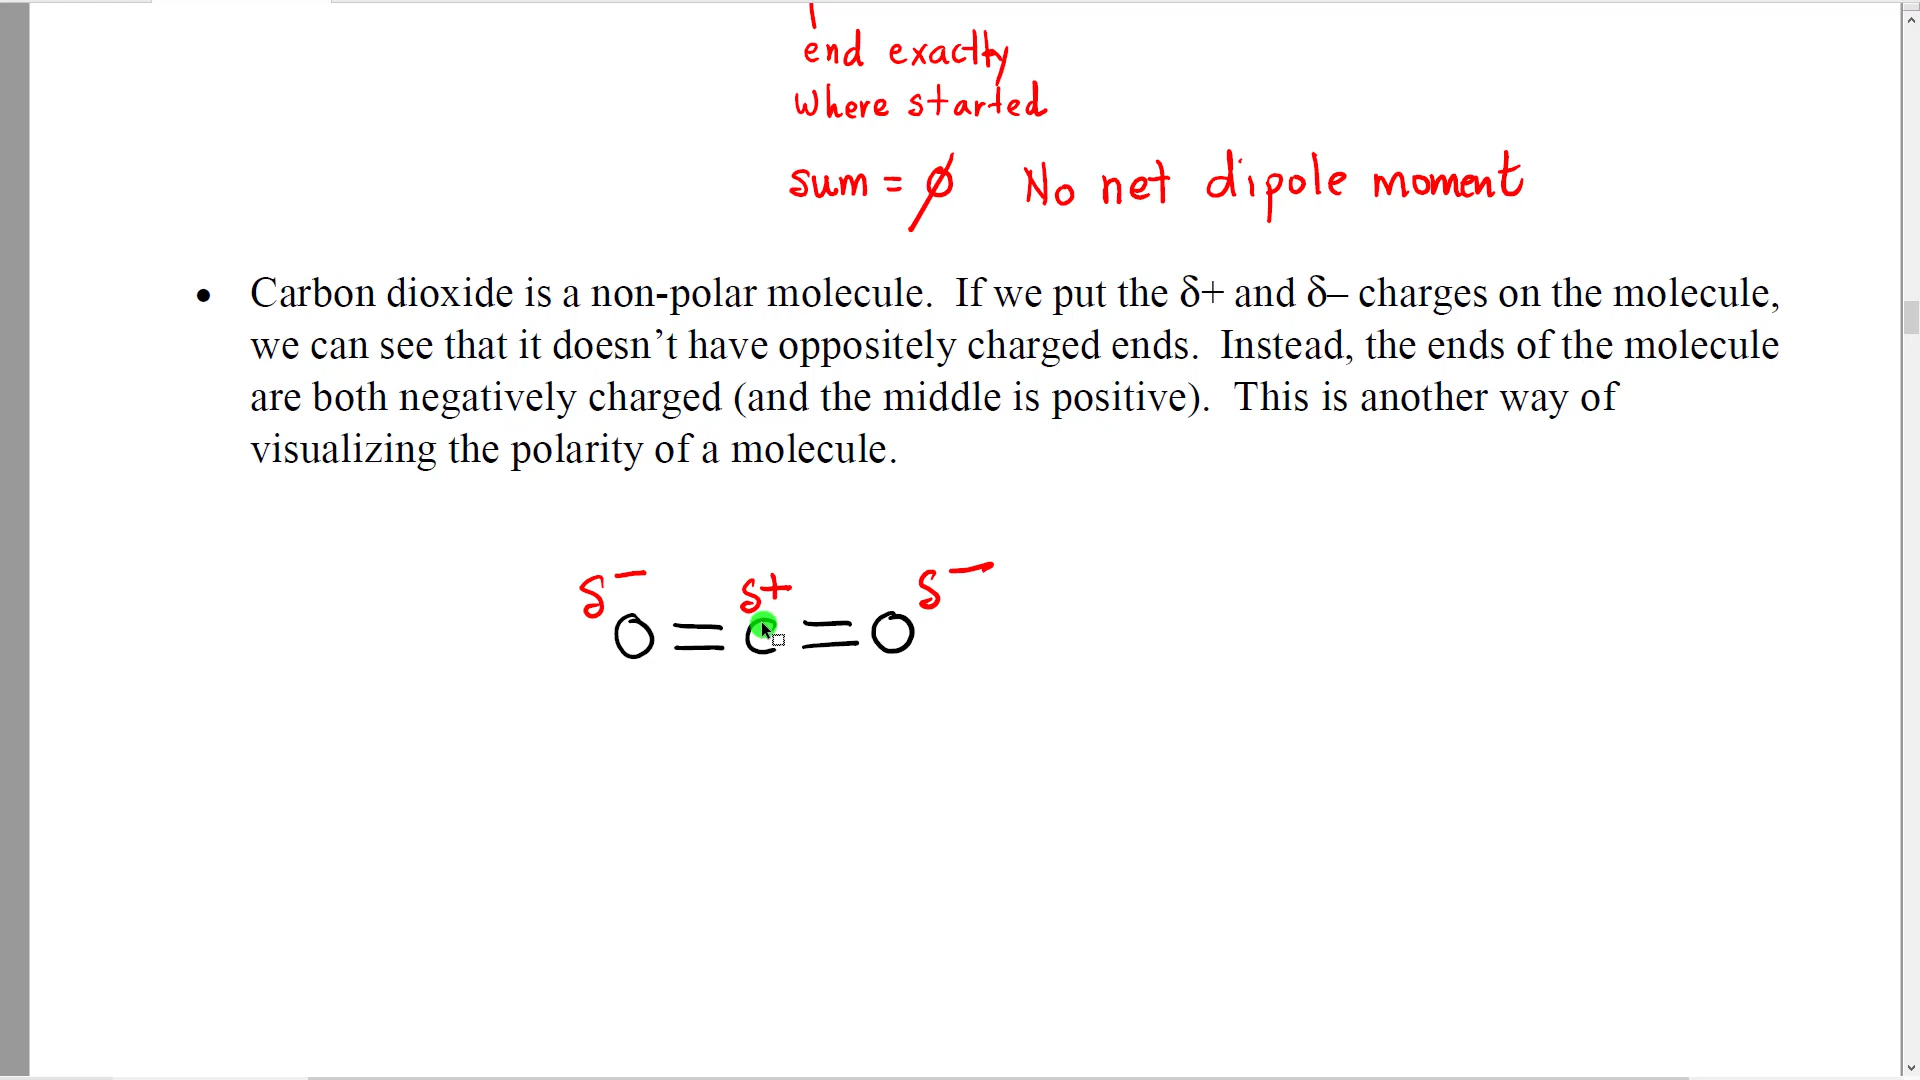 end exactly
where started
sum = ∅ No net dipole moment
• Carbon dioxide is a non-polar molecule. If we put the δ+ and δ– charges on the molecule,
we can see that it doesn’t have oppositely charged ends. Instead, the ends of the molecule
are both negatively charged (and the middle is positive). This is another way of
visualizing the polarity of a molecule.
δ– δ+ δ–
O=C=O